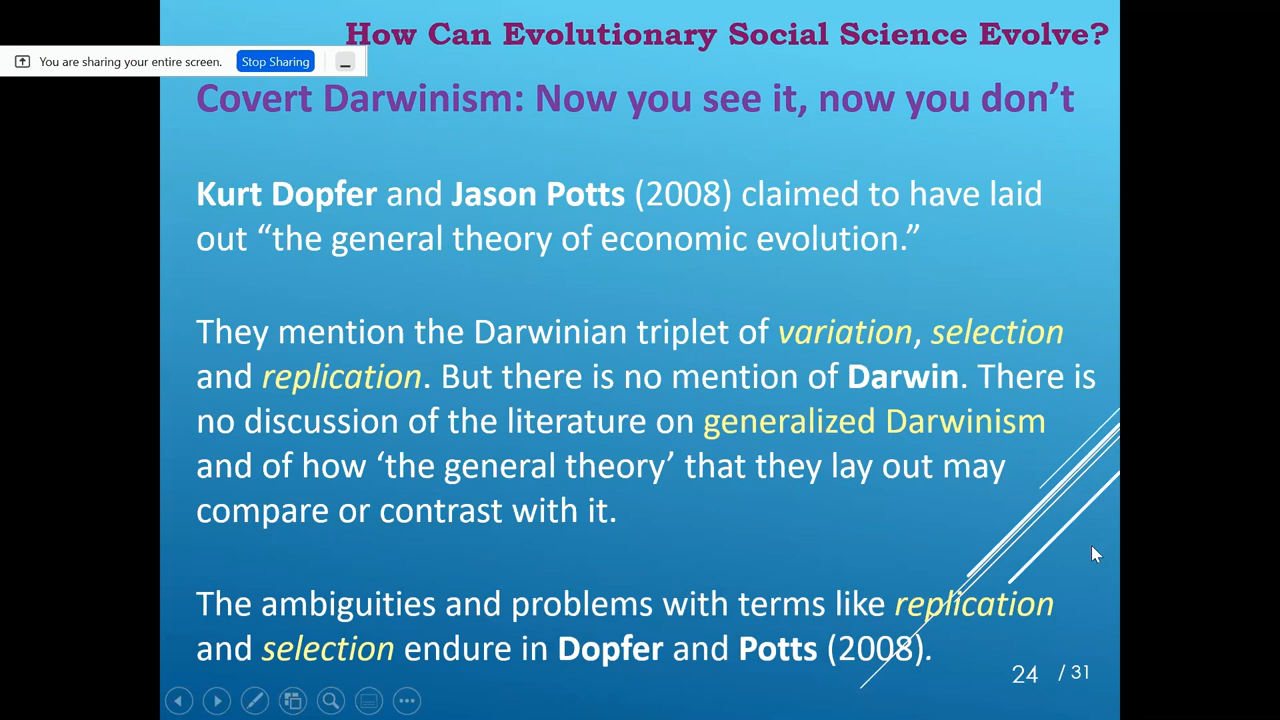 How Can Evolutionary Social Science Evolve?
You are sharing your entire screen. Stop Sharing
Covert Darwinism: Now you see it, now you don’t
Kurt Dopfer and Jason Potts (2008) claimed to have laid
out “the general theory of economic evolution.”
They mention the Darwinian triplet of variation, selection
and replication. But there is no mention of Darwin. There is
no discussion of the literature on generalized Darwinism
and of how ‘the general theory’ that they lay out may
compare or contrast with it.
The ambiguities and problems with terms like replication
and selection endure in Dopfer and Potts (2008).
24 / 31